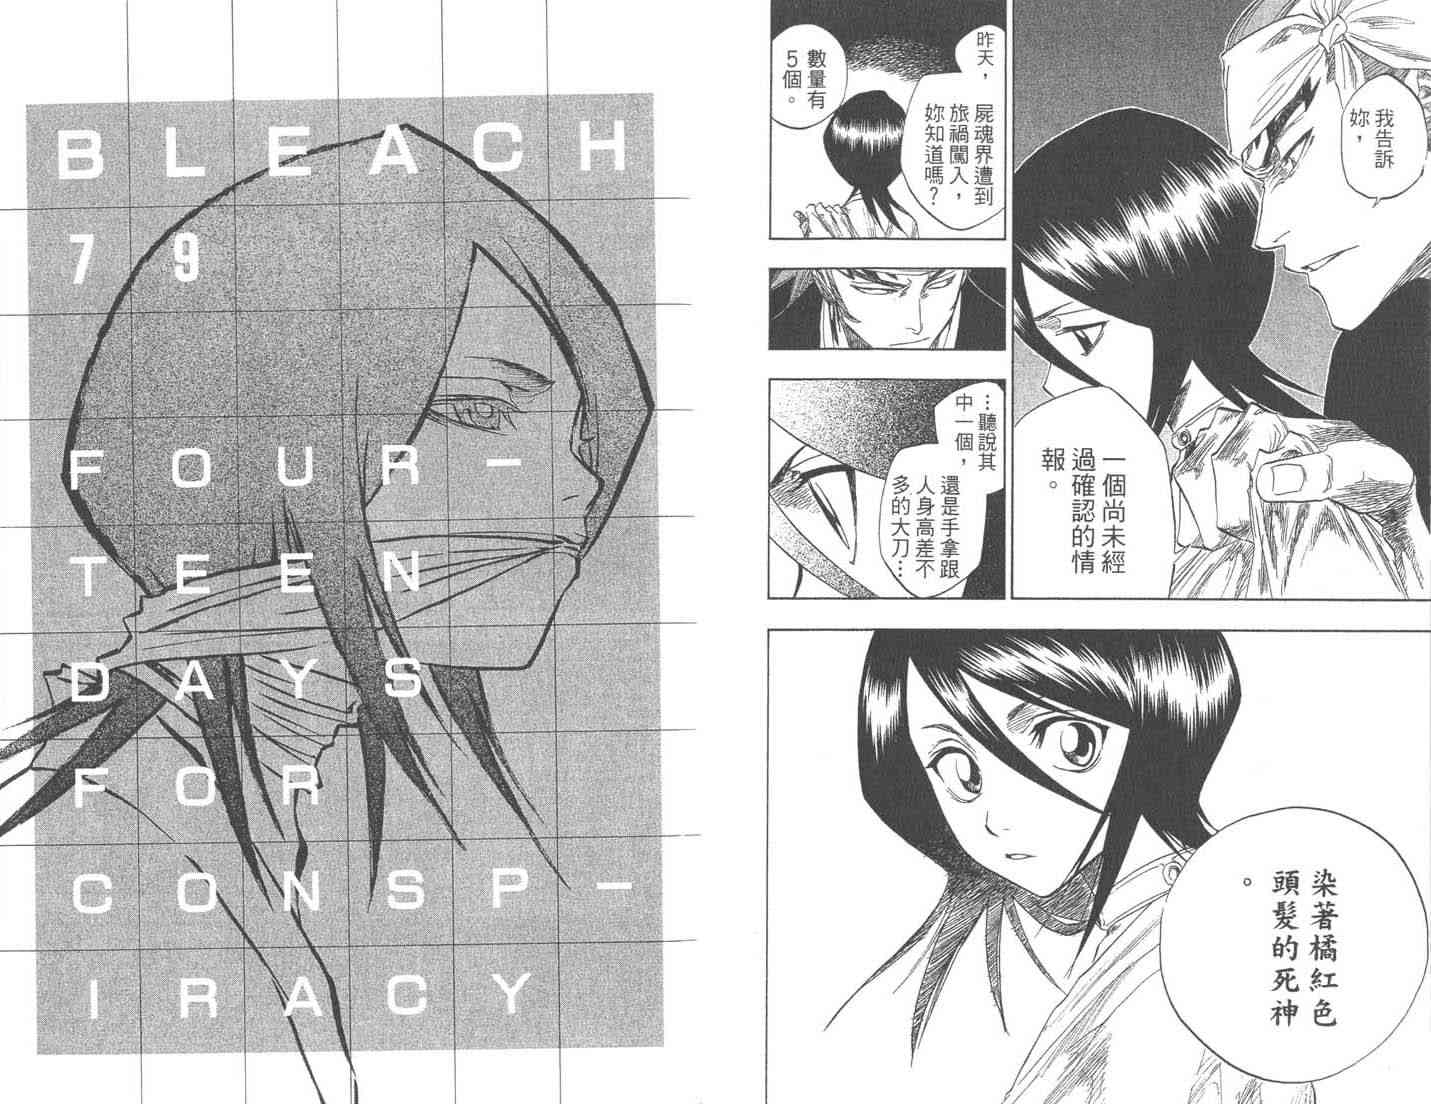 我告訴
妳，
一個尚未經
過確認的情
報。
昨天，
屍魂界遭到
旅禍闖入，
妳知道嗎？
數量有
5個。
…聽說其
中一個，
還是手拿跟
人身高差不
多的大刀…
染著橘紅色
頭髮的死神
。
BLEACH
79
FOUR-
TEEN
DAYS
FOR
CONSP-
IRACY